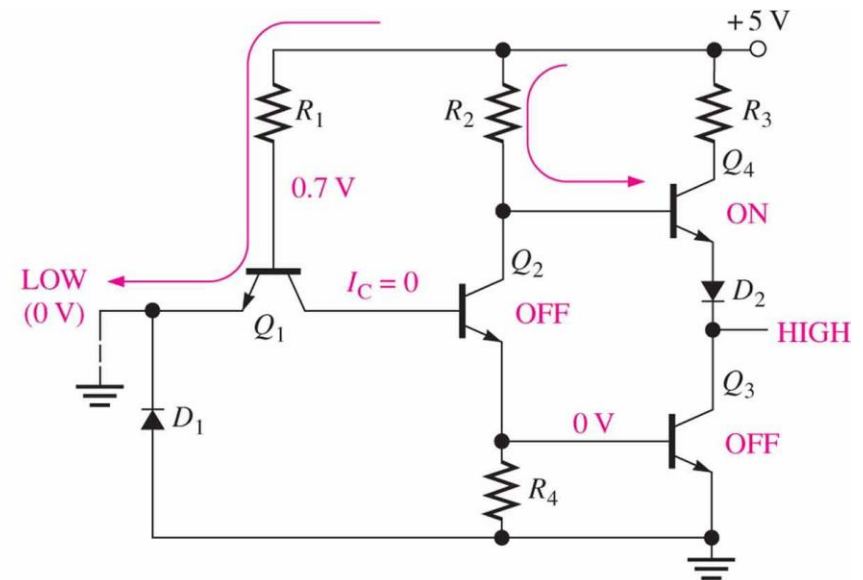 +5 V
R1
R2
R3
Q4
0.7 V
ON
LOW
(0 V)
IC = 0
Q2
D2
OFF
Q1
HIGH
Q3
D1
0 V
OFF
R4